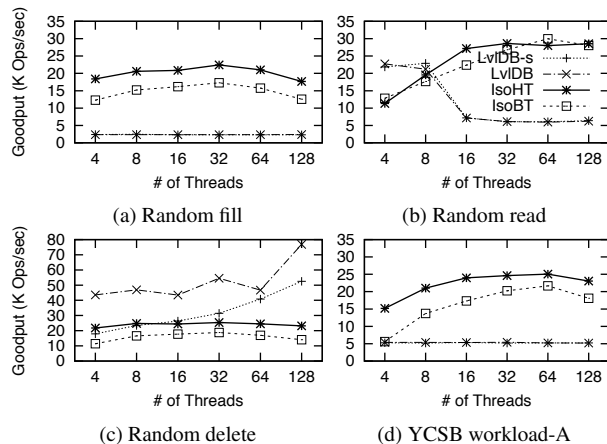 Goodput (K Ops/sec)
35
30
25
20
15
10
5
0
4 8 16 32 64 128
# of Threads
(a) Random fill
35
30
25
20
15
10
5
0
LvlDB-s
LvlDB
IsoHT
IsoBT
4 8 16 32 64 128
# of Threads
(b) Random read
Goodput (K Ops/sec)
80
70
60
50
40
30
20
10
0
4 8 16 32 64 128
# of Threads
(c) Random delete
35
30
25
20
15
10
5
0
4 8 16 32 64 128
# of Threads
(d) YCSB workload-A